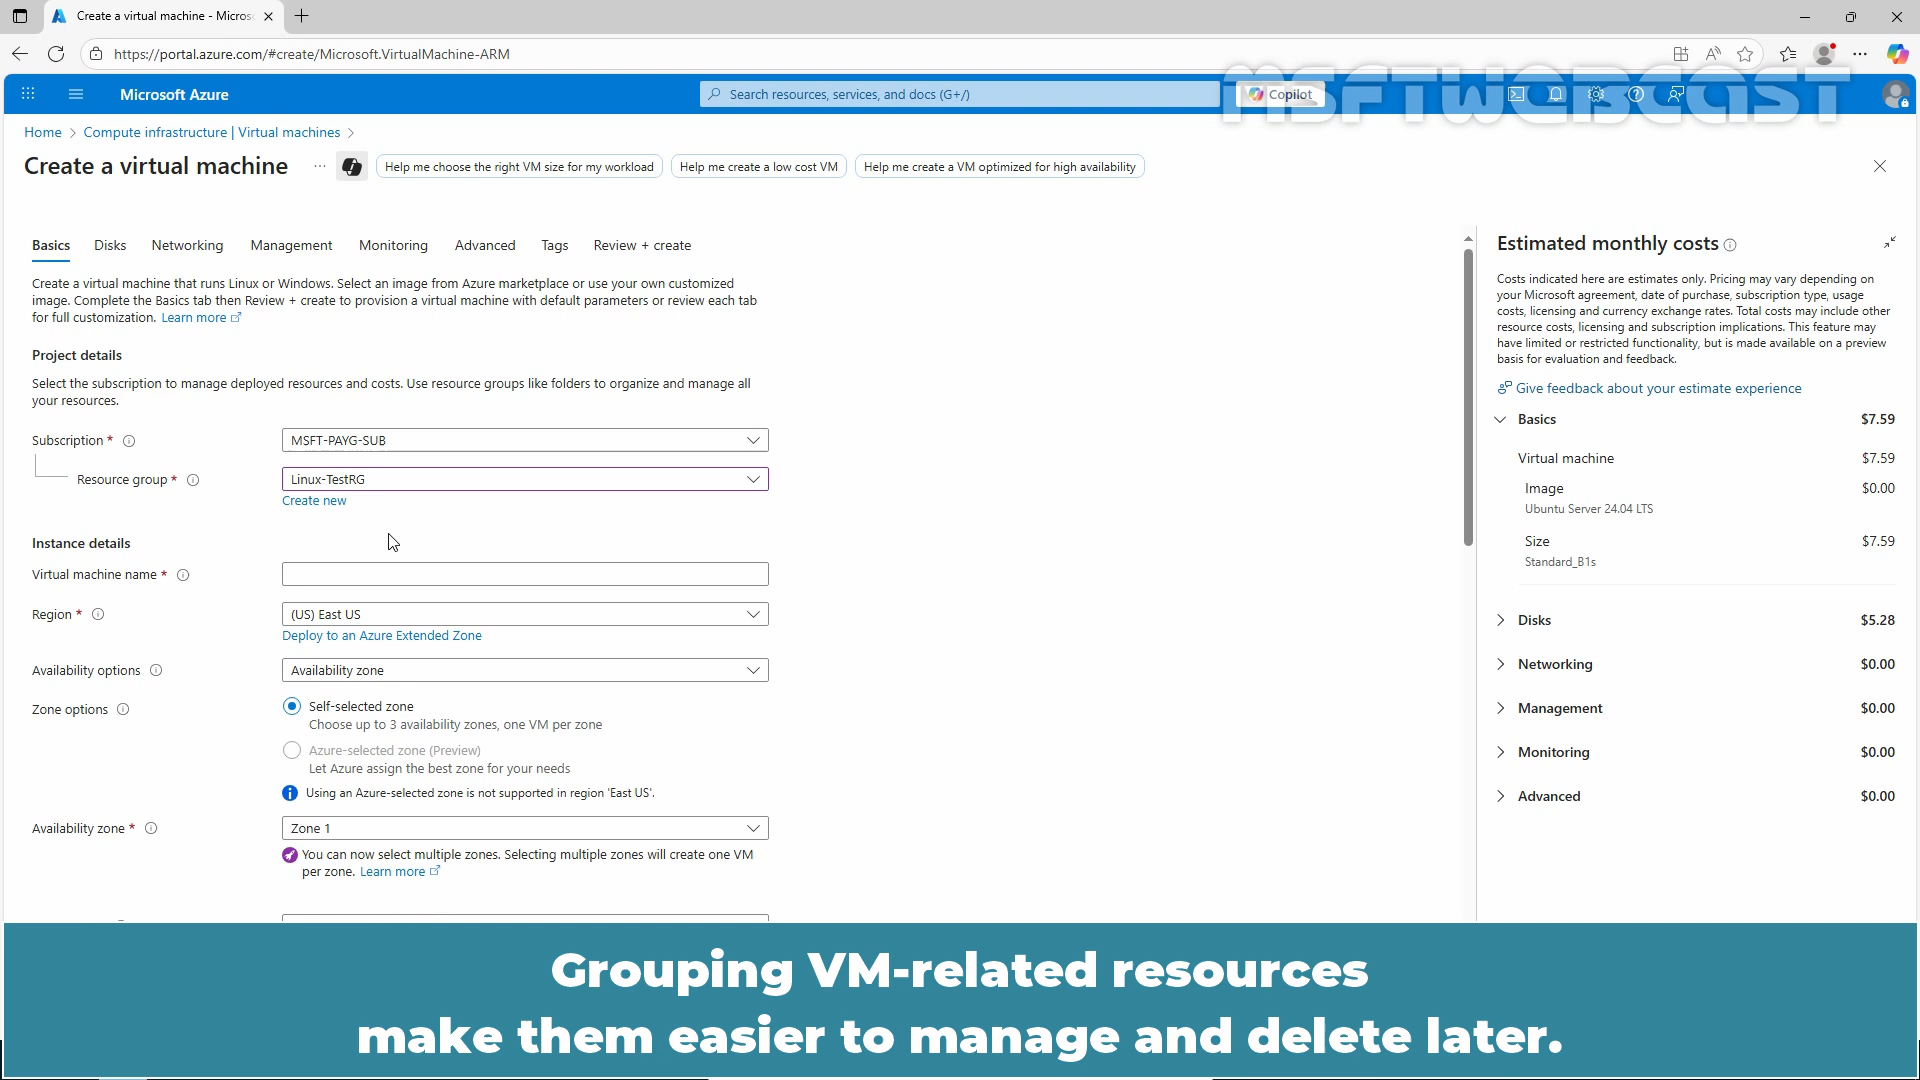 Create a virtual machine - Micros
https://portal.azure.com/#create/Microsoft.VirtualMachine-ARM
MSFTWEBCAST
Microsoft Azure
Search resources, services, and docs (G+/)
Copilot
Home > Compute infrastructure | Virtual machines >
Create a virtual machine
...
Help me choose the right VM size for my workload
Help me create a low cost VM
Help me create a VM optimized for high availability
Basics
Disks
Networking
Management
Monitoring
Advanced
Tags
Review + create
Create a virtual machine that runs Linux or Windows. Select an image from Azure marketplace or use your own customized
image. Complete the Basics tab then Review + create to provision a virtual machine with default parameters or review each tab
for full customization. Learn more
Project details
Select the subscription to manage deployed resources and costs. Use resource groups like folders to organize and manage all
your resources.
Subscription *
MSFT-PAYG-SUB
Resource group *
Linux-TestRG
Create new
Instance details
Virtual machine name *
Region *
(US) East US
Deploy to an Azure Extended Zone
Availability options
Availability zone
Zone options
Self-selected zone
Choose up to 3 availability zones, one VM per zone
Azure-selected zone (Preview)
Let Azure assign the best zone for your needs
Using an Azure-selected zone is not supported in region 'East US'.
Availability zone *
Zone 1
You can now select multiple zones. Selecting multiple zones will create one VM
per zone. Learn more
Estimated monthly costs
Costs indicated here are estimates only. Pricing may vary depending on
your Microsoft agreement, date of purchase, subscription type, usage
costs, licensing and currency exchange rates. Total costs may include other
resource costs, licensing and subscription implications. This feature may
have limited or restricted functionality, but is made available on a preview
basis for evaluation and feedback.
Give feedback about your estimate experience
Basics $7.59
Virtual machine $7.59
Image $0.00
Ubuntu Server 24.04 LTS
Size $7.59
Standard_B1s
Disks $5.28
Networking $0.00
Management $0.00
Monitoring $0.00
Advanced $0.00
Grouping VM-related resources
make them easier to manage and delete later.